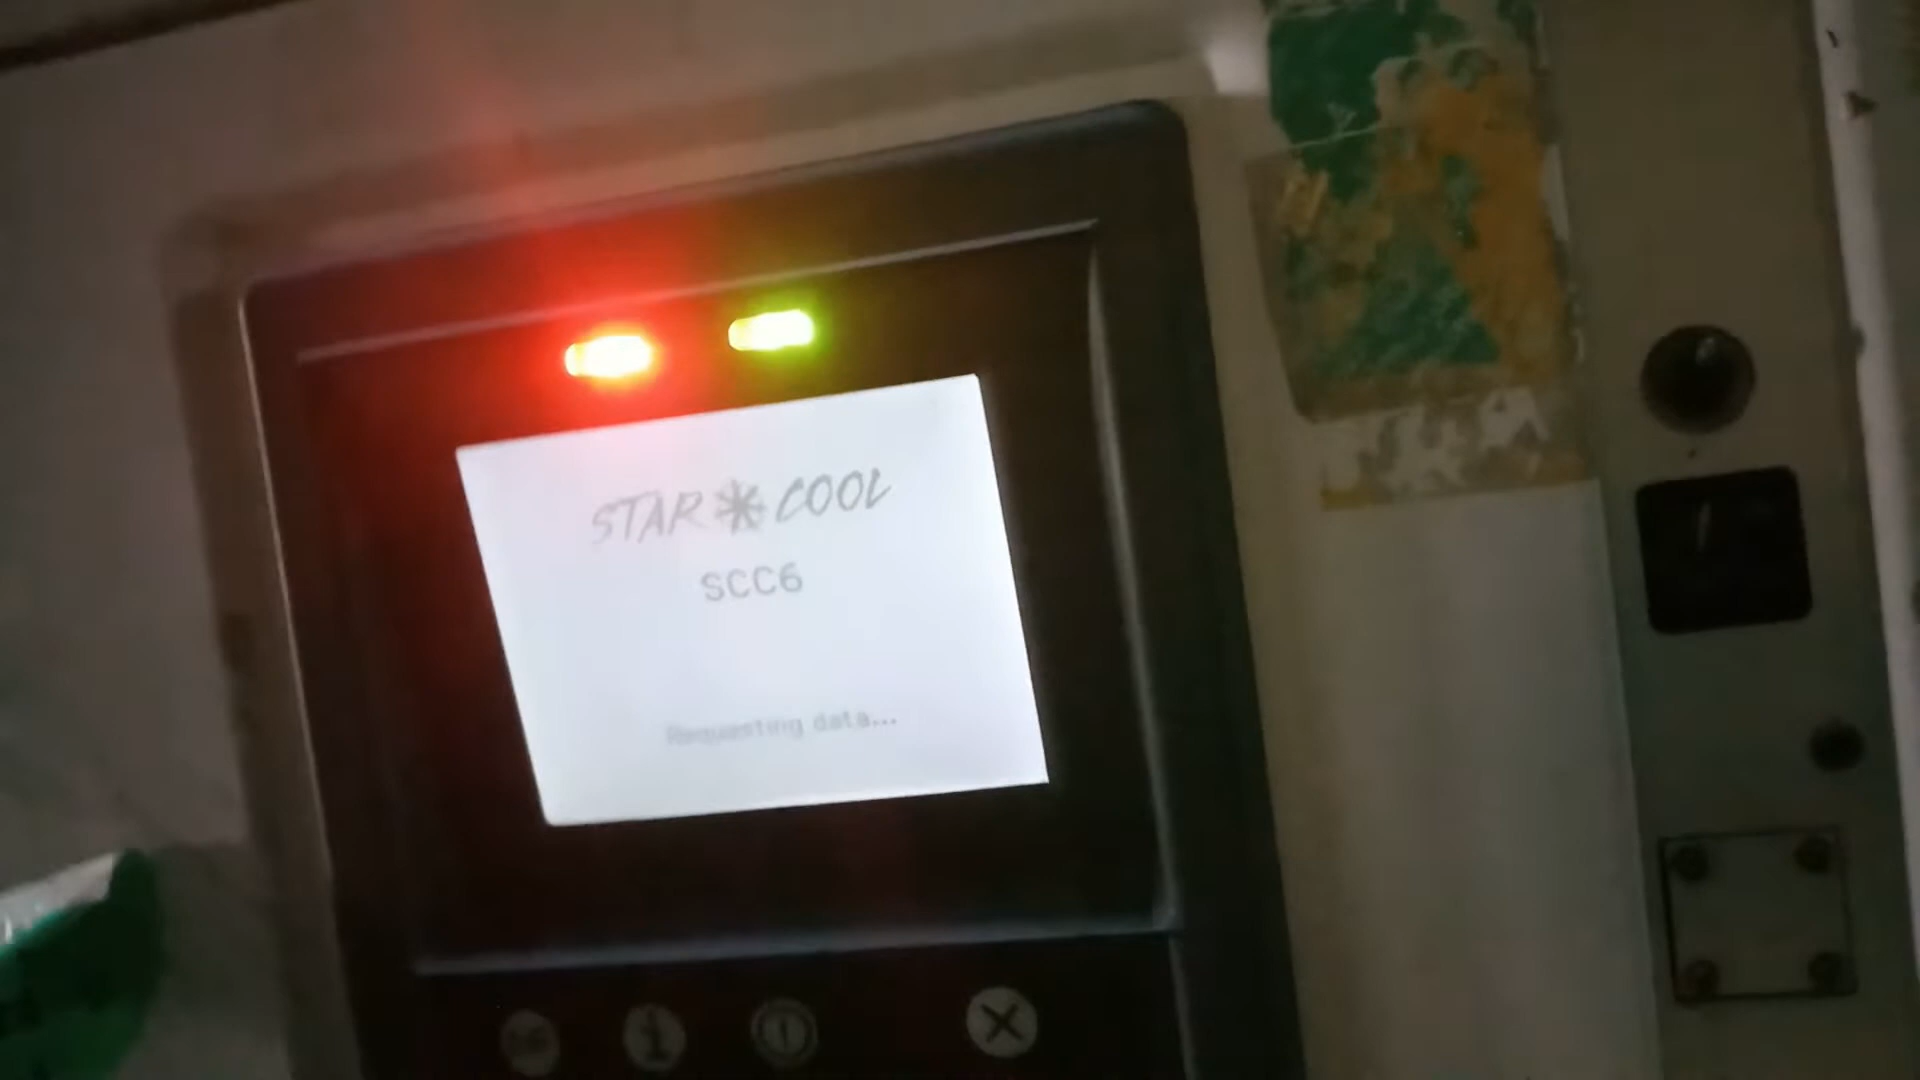 STAR COOL
SCC6
Requesting data...